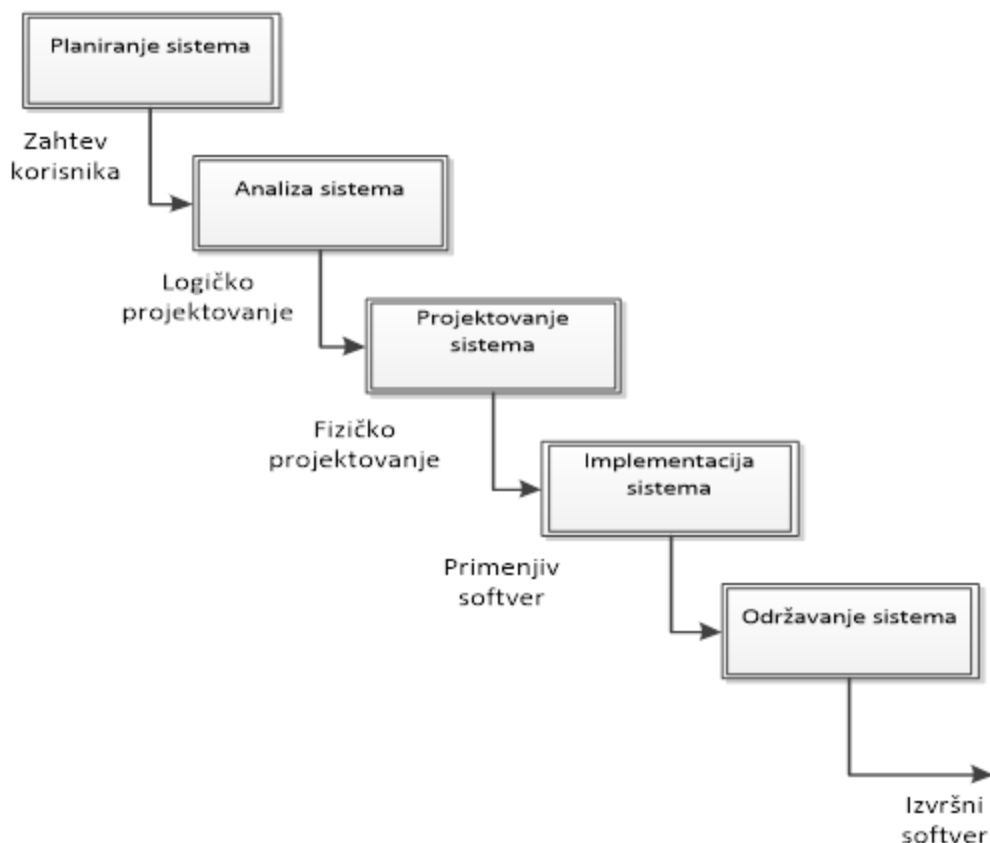 Planiranje sistema
Zahtev
korisnika
Analiza sistema
Logičko
projektovanje
Projektovanje
sistema
Fizičko
projektovanje
Implementacija
sistema
Primenjiv
softver
Održavanje sistema
Izvršni
softver